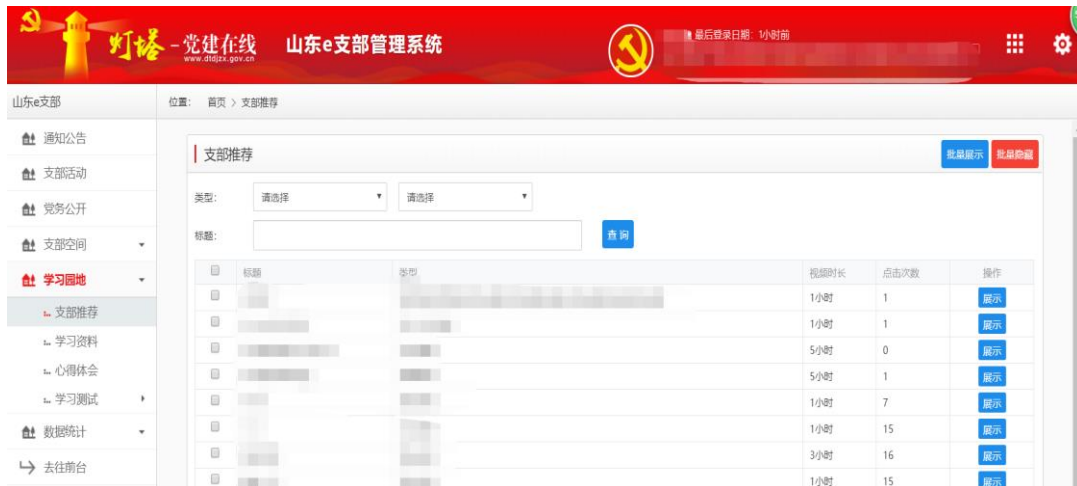 灯塔-党建在线 山东e支部管理系统
www.dtdjzx.gov.cn
最后登录日期：1小时前
山东e支部
位置： 首页 > 支部推荐
通知公告
支部活动
党务公开
支部空间
学习园地
支部推荐
学习资料
心得体会
学习测试
数据统计
去往前台
支部推荐
批量展示 批量隐藏
类型： 请选择 请选择
标题： 查询
标题 类型 视频时长 点击次数 操作
1小时 1 展示
1小时 1 展示
5小时 0 展示
5小时 1 展示
1小时 7 展示
1小时 15 展示
3小时 16 展示
1小时 15 展示